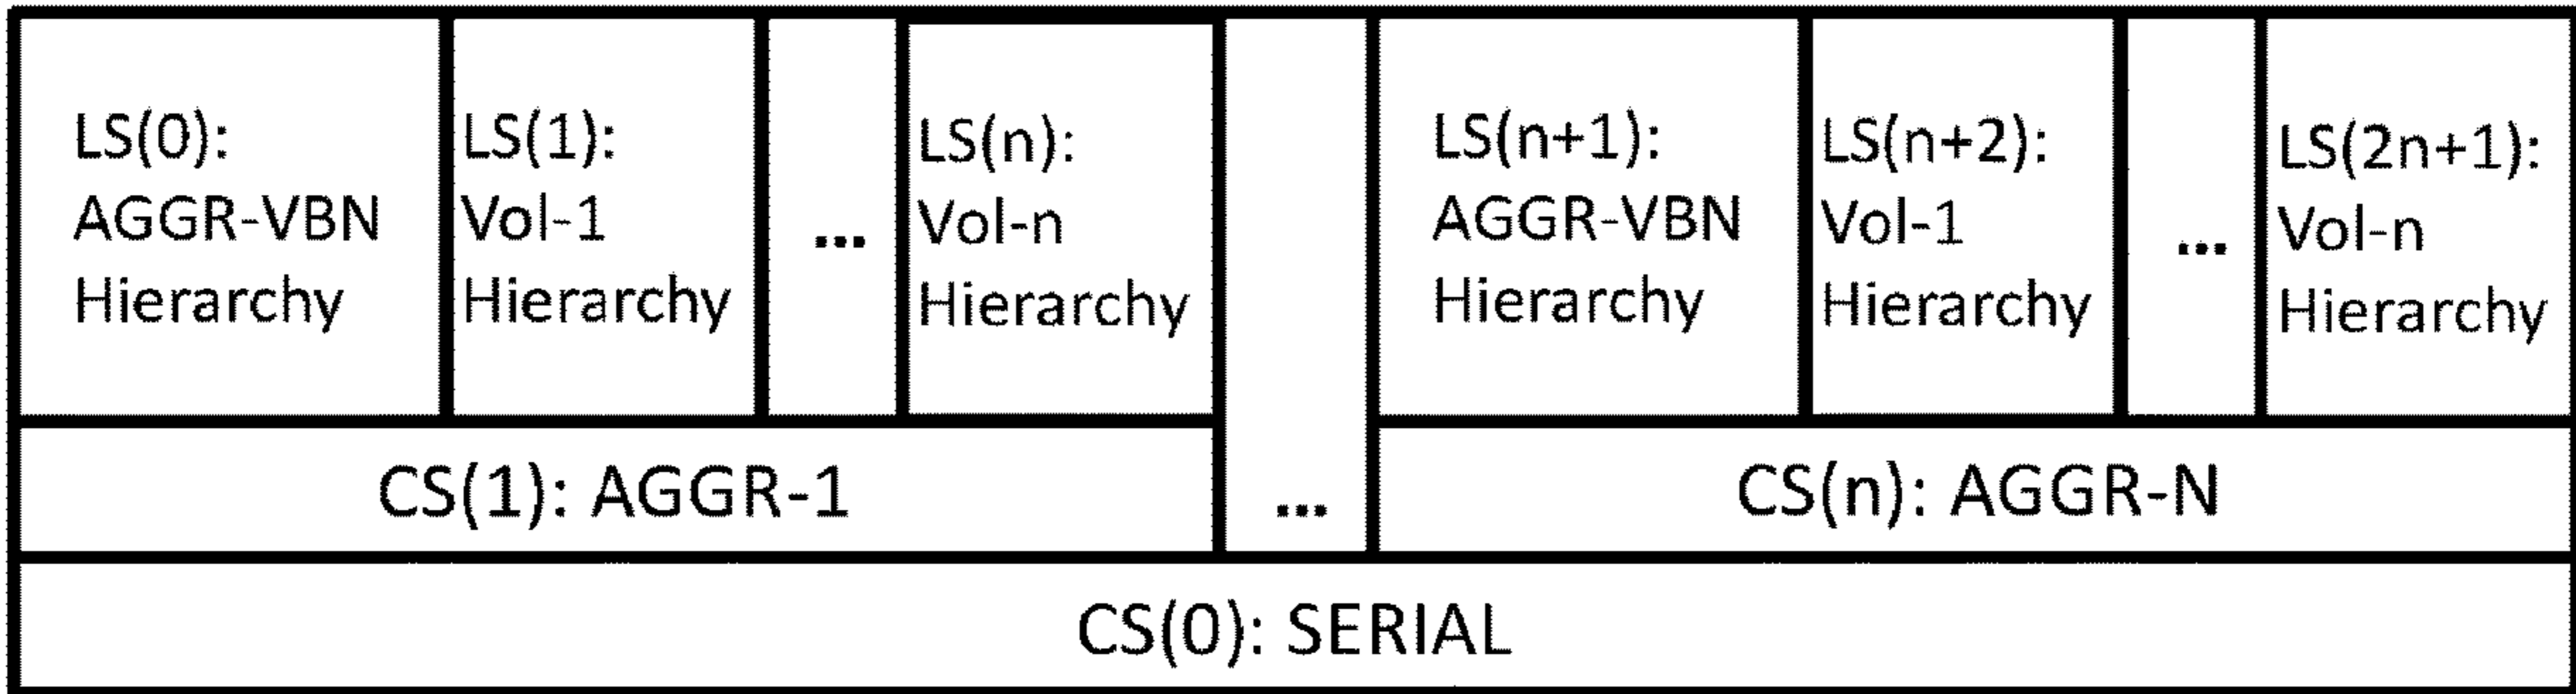 LS(0):
AGGR-VBN
Hierarchy
LS(1):
Vol-1
Hierarchy
...
LS(n):
Vol-n
Hierarchy
...
LS(n+1):
AGGR-VBN
Hierarchy
LS(n+2):
Vol-1
Hierarchy
...
LS(2n+1):
Vol-n
Hierarchy
CS(1): AGGR-1
CS(n): AGGR-N
CS(0): SERIAL